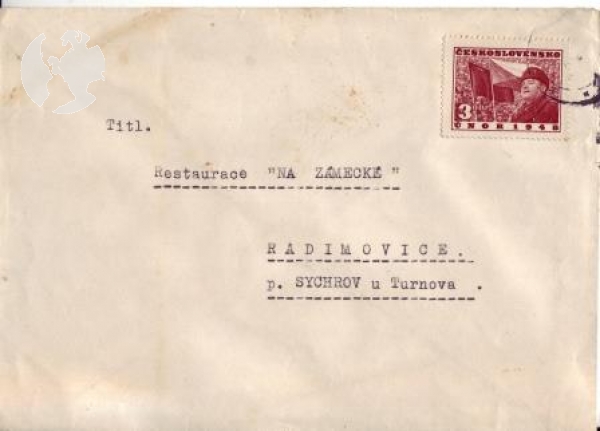 ČESKOSLOVENSKO
3
ÚNOR 1948
Titl.
Restaurace "NA ZÁMECKÉ"
RADIMOVICE.
p. SYCHROV u Turnova .